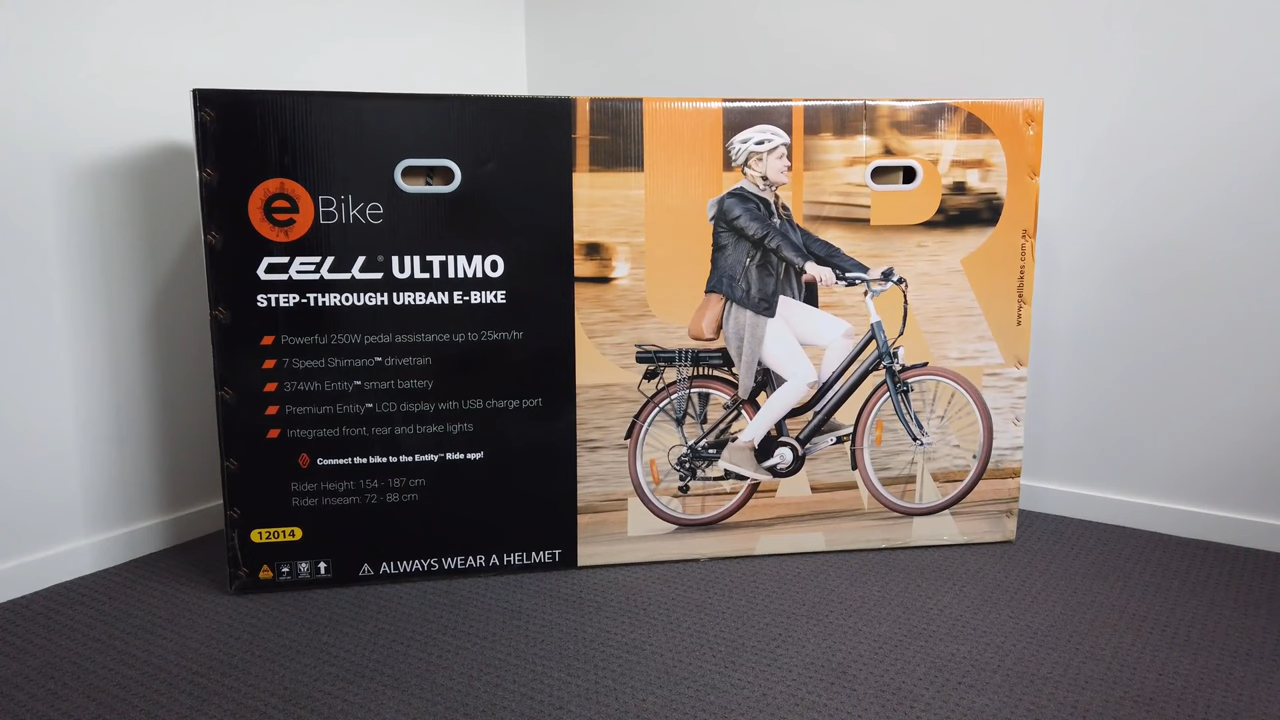 e Bike
CELL® ULTIMO
STEP-THROUGH URBAN E-BIKE
Powerful 250W pedal assistance up to 25km/hr
7 Speed Shimano™ drivetrain
374Wh Entity™ smart battery
Premium Entity™ LCD display with USB charge port
Integrated front, rear and brake lights
Connect the bike to the Entity™ Ride app!
Rider Height: 154 - 187 cm
Rider Inseam: 72 - 88 cm
12014
ALWAYS WEAR A HELMET
UR
www.cellbikes.com.au